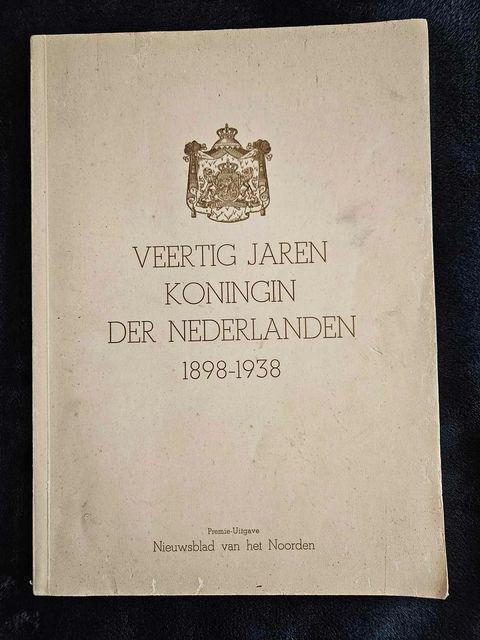 VEERTIG JAREN
KONINGIN
DER NEDERLANDEN
1898-1938
Premie-Uitgave
Nieuwsblad van het Noorden